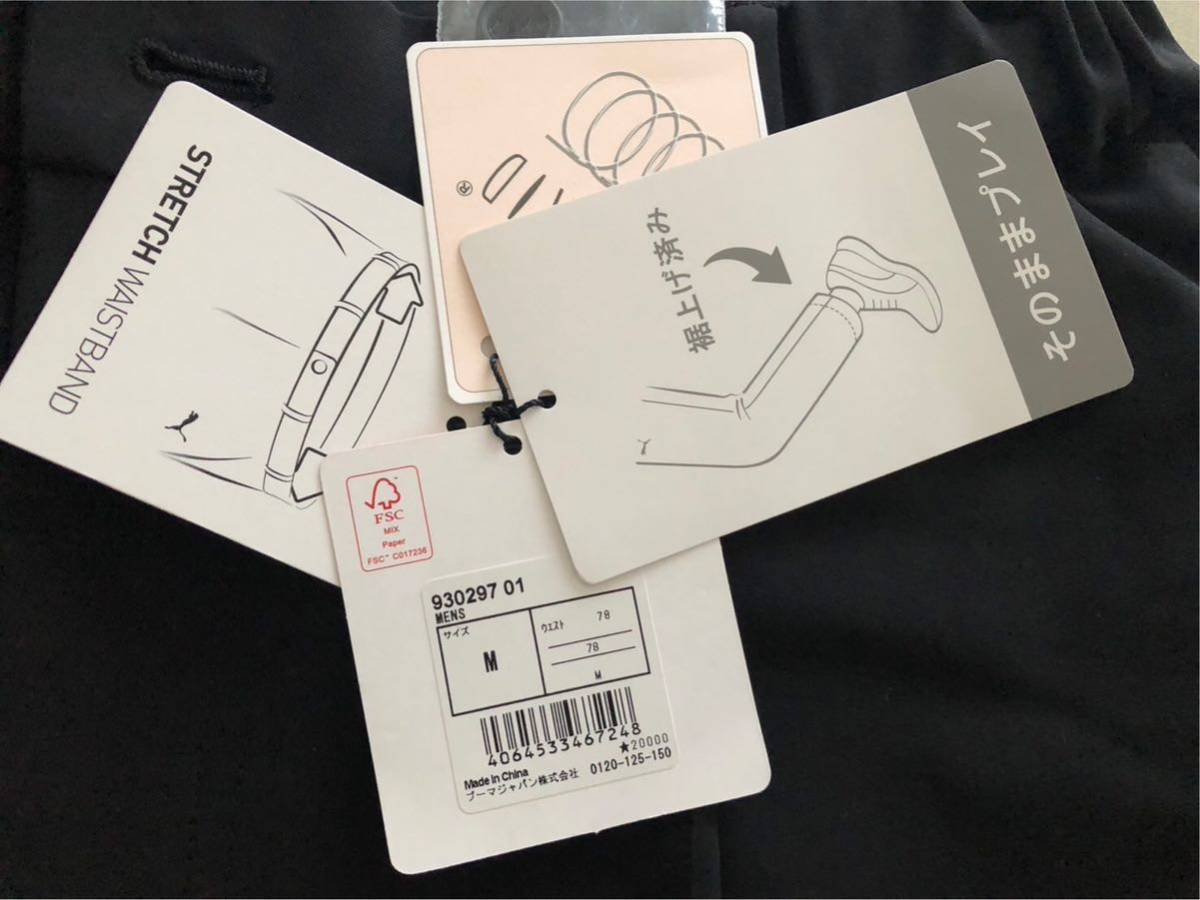 STRETCH WAISTBAND
®
裾上げ済み
そのままプレイ
FSC
MIX
Paper
FSC™ C017236
930297 01
MENS
サイズ
M
ウエスト 78
78
M
4064533467248
★20000
Made in China
プーマジャパン株式会社 0120-125-150